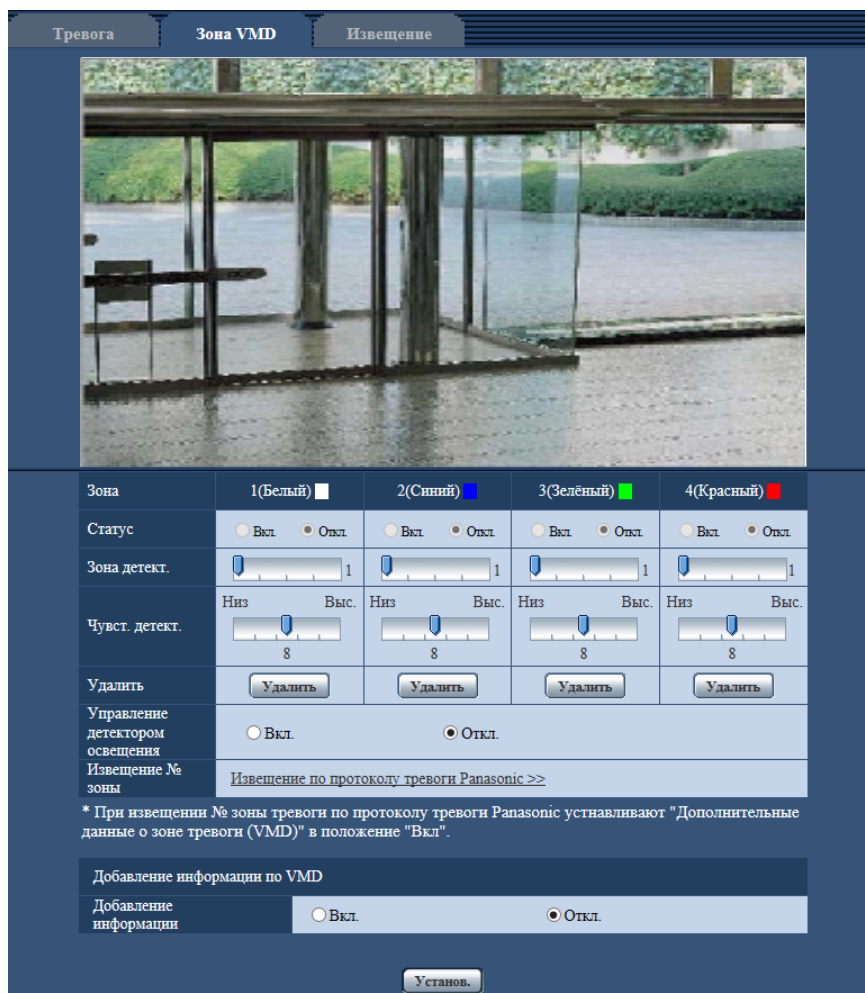 Тревога Зона VMD Извещение
Зона 1(Белый) 2(Синий) 3(Зелёный) 4(Красный)
Статус Вкл. Откл. Вкл. Откл. Вкл. Откл. Вкл. Откл.
Зона детект. 1 1 1 1
Низ Выс. Низ Выс. Низ Выс. Низ Выс.
Чувст. детект.
8 8 8 8
Удалить Удалить Удалить Удалить Удалить
Управление
детектором
освещения
Вкл. Откл.
Извещение №
зоны
Извещение по протоколу тревоги Panasonic >>
* При извещении № зоны тревоги по протоколу тревоги Panasonic устнавливают "Дополнительные
данные о зоне тревоги (VMD)" в положение "Вкл".
Добавление информации по VMD
Добавление
информации
Вкл. Откл.
Установ.